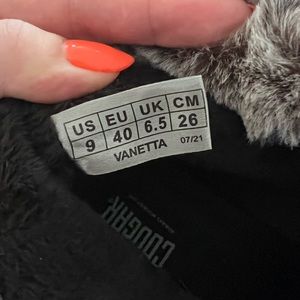 US EU UK CM
9 40 6.5 26
VANETTA 07/21
COUGAR